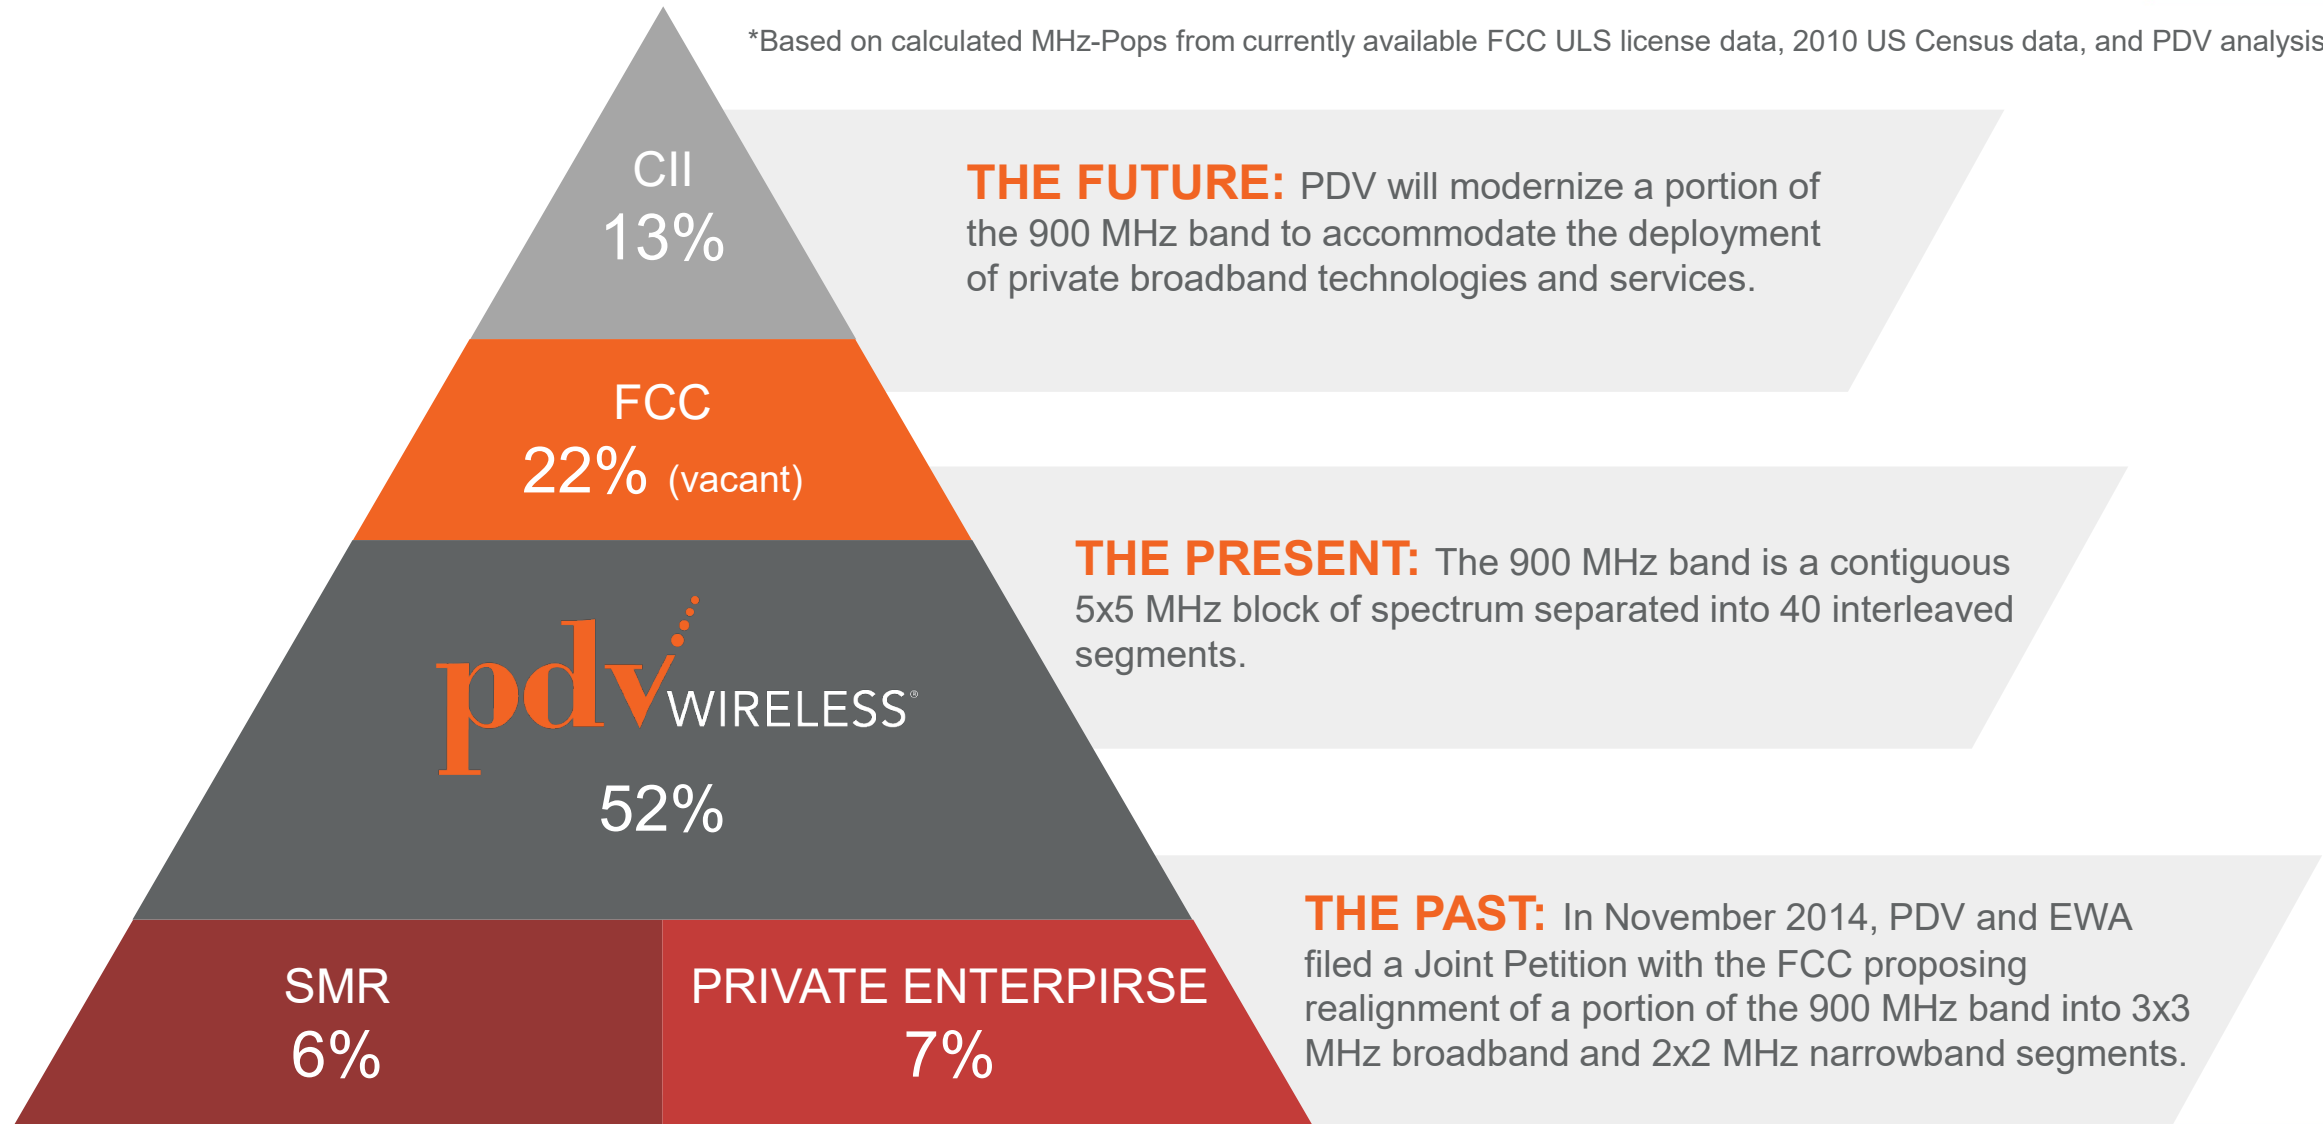 *Based on calculated MHz-Pops from currently available FCC ULS license data, 2010 US Census data, and PDV analysis
CII
13%
THE FUTURE: PDV will modernize a portion of
the 900 MHz band to accommodate the deployment
of private broadband technologies and services.
FCC
22% (vacant)
THE PRESENT: The 900 MHz band is a contiguous
5x5 MHz block of spectrum separated into 40 interleaved
segments.
pdvWIRELESS®
52%
THE PAST: In November 2014, PDV and EWA
filed a Joint Petition with the FCC proposing
realignment of a portion of the 900 MHz band into 3x3
MHz broadband and 2x2 MHz narrowband segments.
SMR
6%
PRIVATE ENTERPIRSE
7%